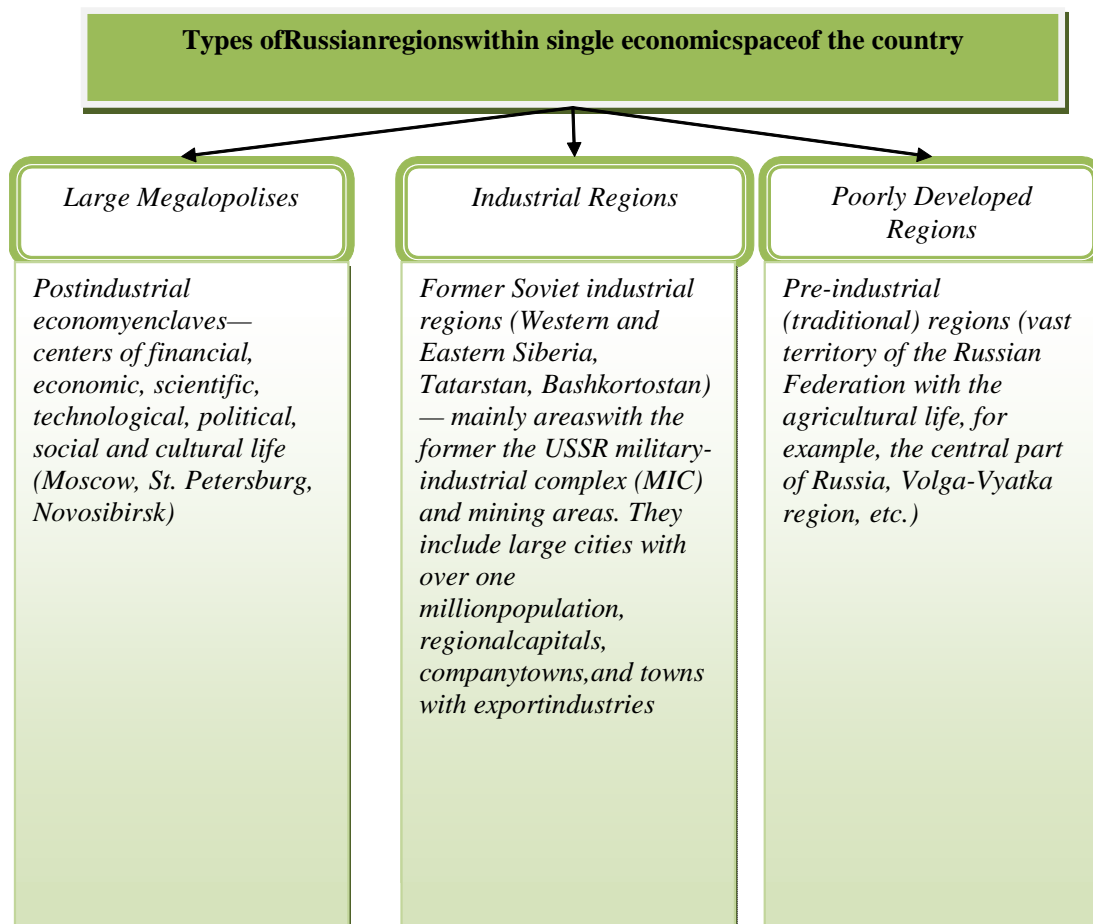 Types ofRussianregionswithin single economicspaceof the country
Large Megalopolises
Postindustrial
economyenclaves—
centers of financial,
economic, scientific,
technological, political,
social and cultural life
(Moscow, St. Petersburg,
Novosibirsk)
Industrial Regions
Former Soviet industrial
regions (Western and
Eastern Siberia,
Tatarstan, Bashkortostan)
— mainly areaswith the
former the USSR military-
industrial complex (MIC)
and mining areas. They
include large cities with
over one
millionpopulation,
regionalcapitals,
companytowns,and towns
with exportindustries
Poorly Developed
Regions
Pre-industrial
(traditional) regions (vast
territory of the Russian
Federation with the
agricultural life, for
example, the central part
of Russia, Volga-Vyatka
region, etc.)